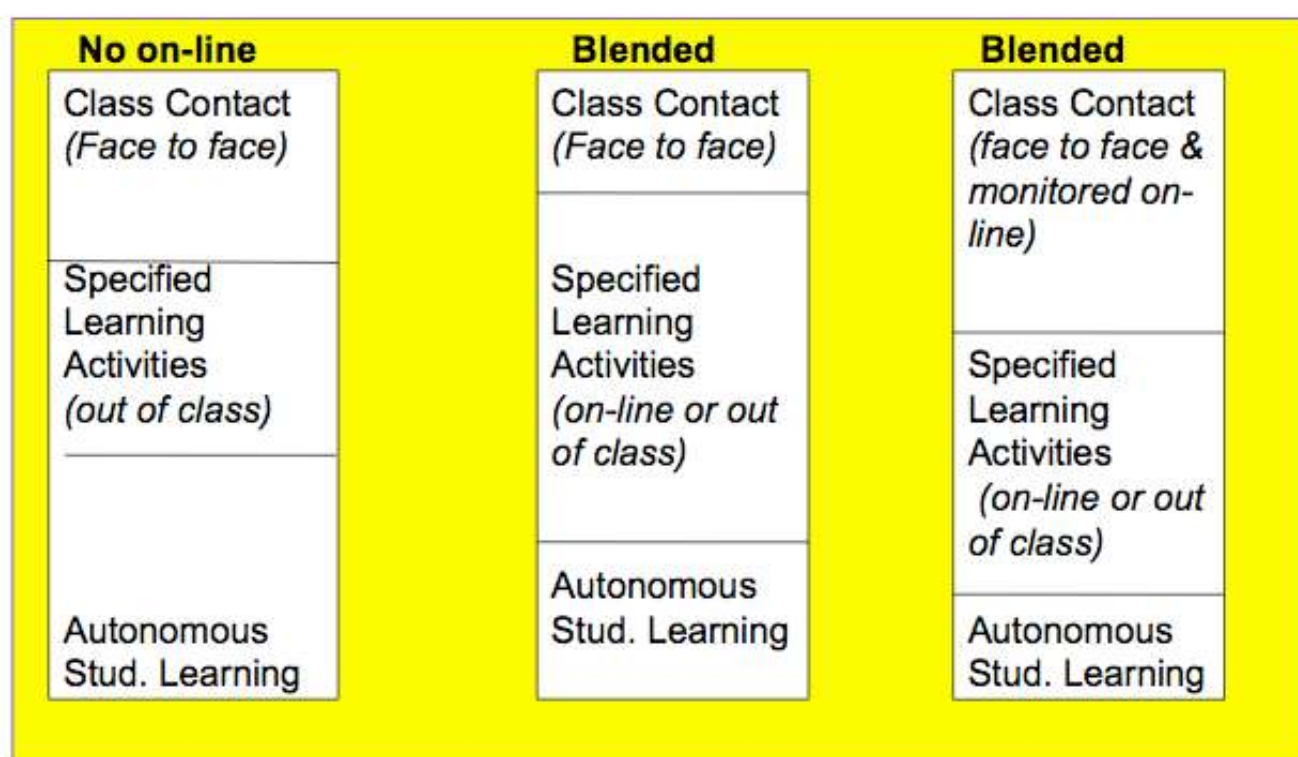 No on-line
Class Contact
(Face to face)
Specified
Learning
Activities
(out of class)
Autonomous
Stud. Learning
Blended
Class Contact
(Face to face)
Specified
Learning
Activities
(on-line or out
of class)
Autonomous
Stud. Learning
Blended
Class Contact
(face to face &
monitored on-
line)
Specified
Learning
Activities
(on-line or out
of class)
Autonomous
Stud. Learning